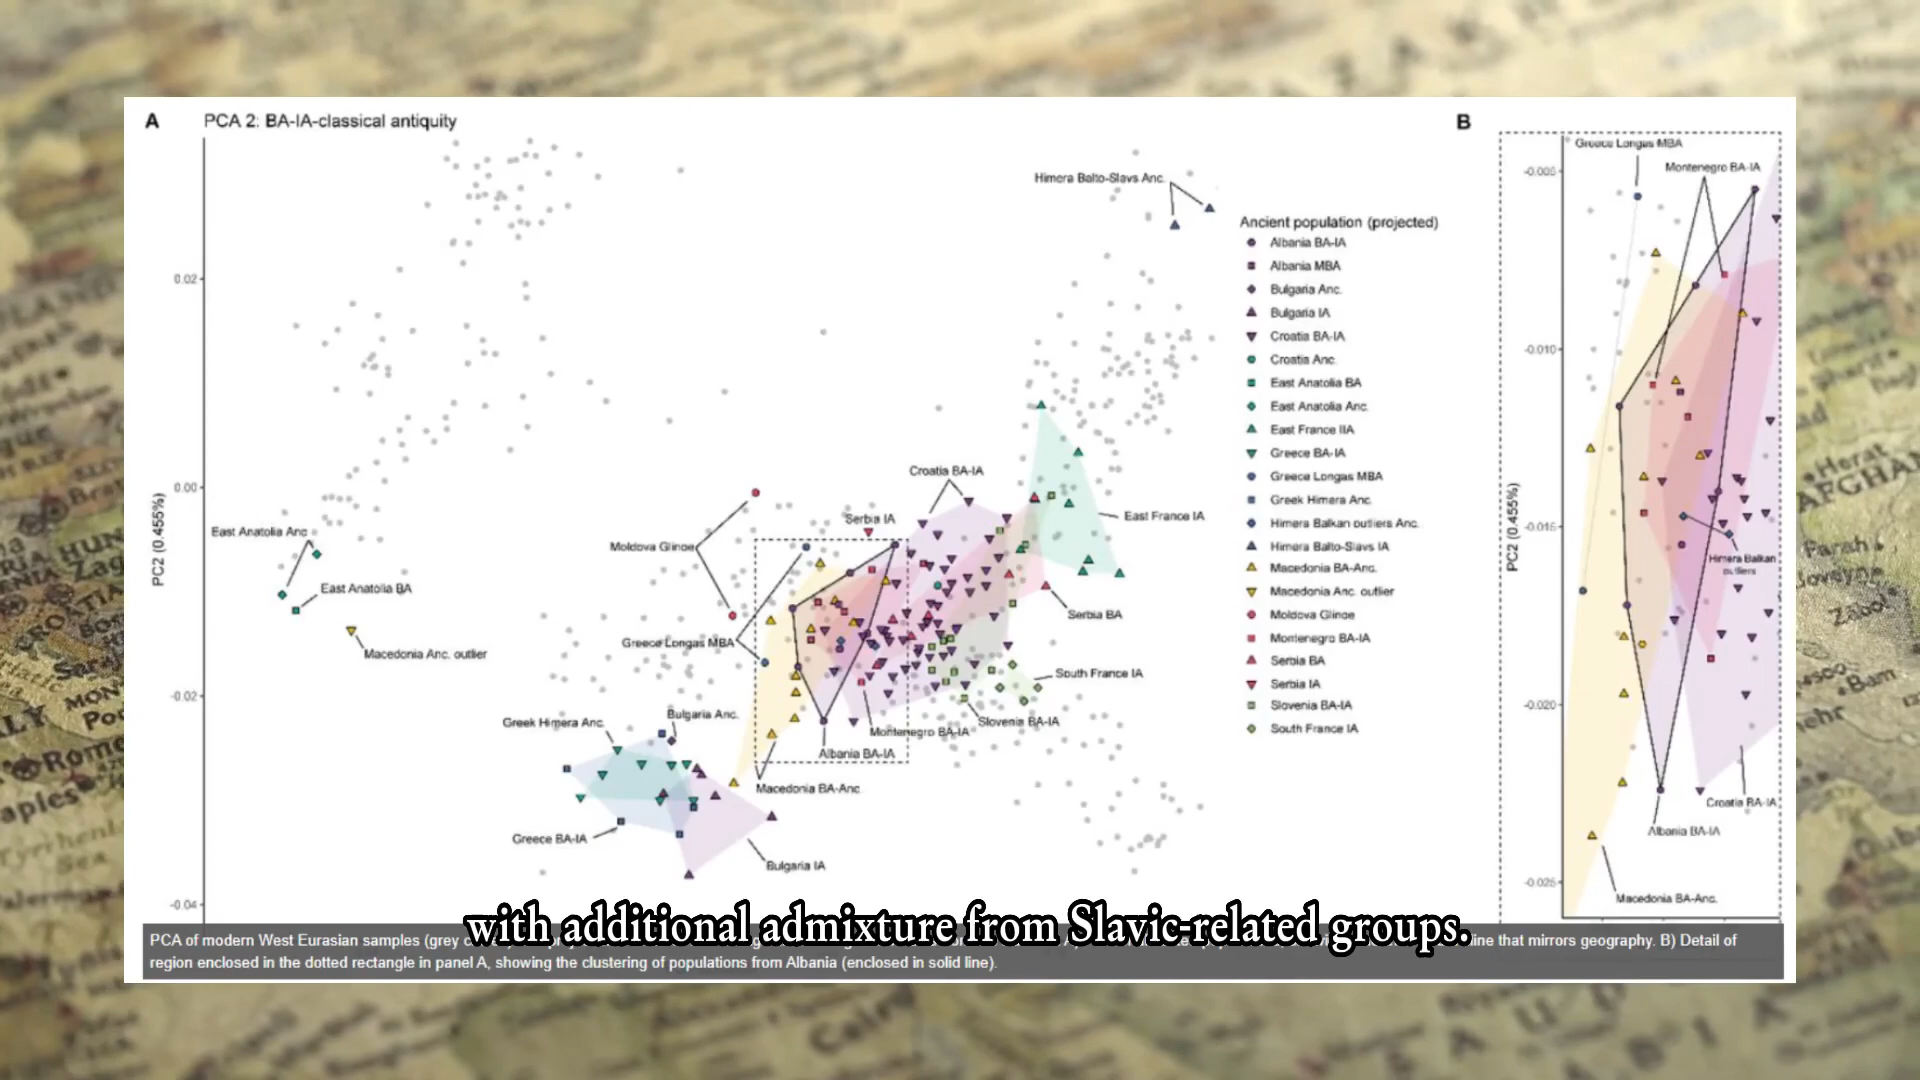 A
PCA 2: BA-IA-classical antiquity
B
Greece Longas MBA
Montenegro BA-IA
-0.005
Himera Balto-Slavs Anc.
Ancient population (projected)
Albania BA-IA
Albania MBA
Bulgaria Anc.
Bulgaria IA
Croatia BA-IA
Croatia Anc.
East Anatolia BA
East Anatolia Anc.
East France IIA
Greece BA-IA
Greece Longas MBA
Greek Himera Anc.
Himera Balkan outliers Anc.
Himera Balto-Slavs IA
Macedonia BA-Anc.
Macedonia Anc. outlier
Moldova Glinoe
Montenegro BA-IA
Serbia BA
Serbia IA
Slovenia BA-IA
South France IA
0.02
0.00
-0.02
-0.04
PC2 (0.455%)
Croatia BA-IA
Serbia IA
East France IA
East Anatolia Anc.
Moldova Glinoe
East Anatolia BA
Serbia BA
Greece Longas MBA
Macedonia Anc. outlier
South France IA
Greek Himera Anc.
Bulgaria Anc.
Slovenia BA-IA
Montenegro BA-IA
Albania BA-IA
Macedonia BA-Anc.
Greece BA-IA
Bulgaria IA
-0.010
-0.015
-0.020
-0.025
PC2 (0.455%)
Himera Balkan
outliers
Croatia BA-IA
Albania BA-IA
Macedonia BA-Anc.
with additional admixture from Slavic-related groups.
PCA of modern West Eurasian samples (grey line that mirrors geography. B) Detail of
region enclosed in the dotted rectangle in panel A, showing the clustering of populations from Albania (enclosed in solid line).